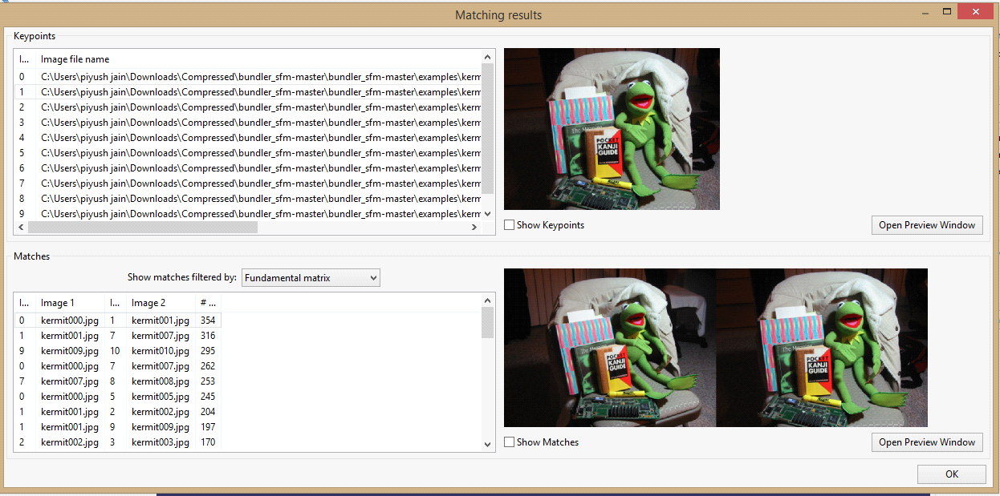 Matching results
Keypoints
I... Image file name
0 C:\Users\piyush jain\Downloads\Compressed\bundler_sfm-master\bundler_sfm-master\examples\kerm
1 C:\Users\piyush jain\Downloads\Compressed\bundler_sfm-master\bundler_sfm-master\examples\kerm
2 C:\Users\piyush jain\Downloads\Compressed\bundler_sfm-master\bundler_sfm-master\examples\kerm
3 C:\Users\piyush jain\Downloads\Compressed\bundler_sfm-master\bundler_sfm-master\examples\kerm
4 C:\Users\piyush jain\Downloads\Compressed\bundler_sfm-master\bundler_sfm-master\examples\kerm
5 C:\Users\piyush jain\Downloads\Compressed\bundler_sfm-master\bundler_sfm-master\examples\kerm
6 C:\Users\piyush jain\Downloads\Compressed\bundler_sfm-master\bundler_sfm-master\examples\kerm
7 C:\Users\piyush jain\Downloads\Compressed\bundler_sfm-master\bundler_sfm-master\examples\kerm
8 C:\Users\piyush jain\Downloads\Compressed\bundler_sfm-master\bundler_sfm-master\examples\kerm
9 C:\Users\piyush jain\Downloads\Compressed\bundler_sfm-master\bundler_sfm-master\examples\kerm
The
POCKET
KANJI
GUIDE
Show Keypoints
Open Preview Window
Matches
Show matches filtered by: Fundamental matrix
I... Image 1 I... Image 2 # ...
0 kermit000.jpg 1 kermit001.jpg 354
1 kermit001.jpg 7 kermit007.jpg 316
9 kermit009.jpg 10 kermit010.jpg 295
0 kermit000.jpg 7 kermit007.jpg 262
7 kermit007.jpg 8 kermit008.jpg 253
0 kermit000.jpg 5 kermit005.jpg 245
1 kermit001.jpg 2 kermit002.jpg 204
1 kermit001.jpg 9 kermit009.jpg 197
2 kermit002.jpg 3 kermit003.jpg 170
The
POCKET
KANJI
GUIDE
The
POCKET
KANJI
GUIDE
Show Matches
Open Preview Window
OK